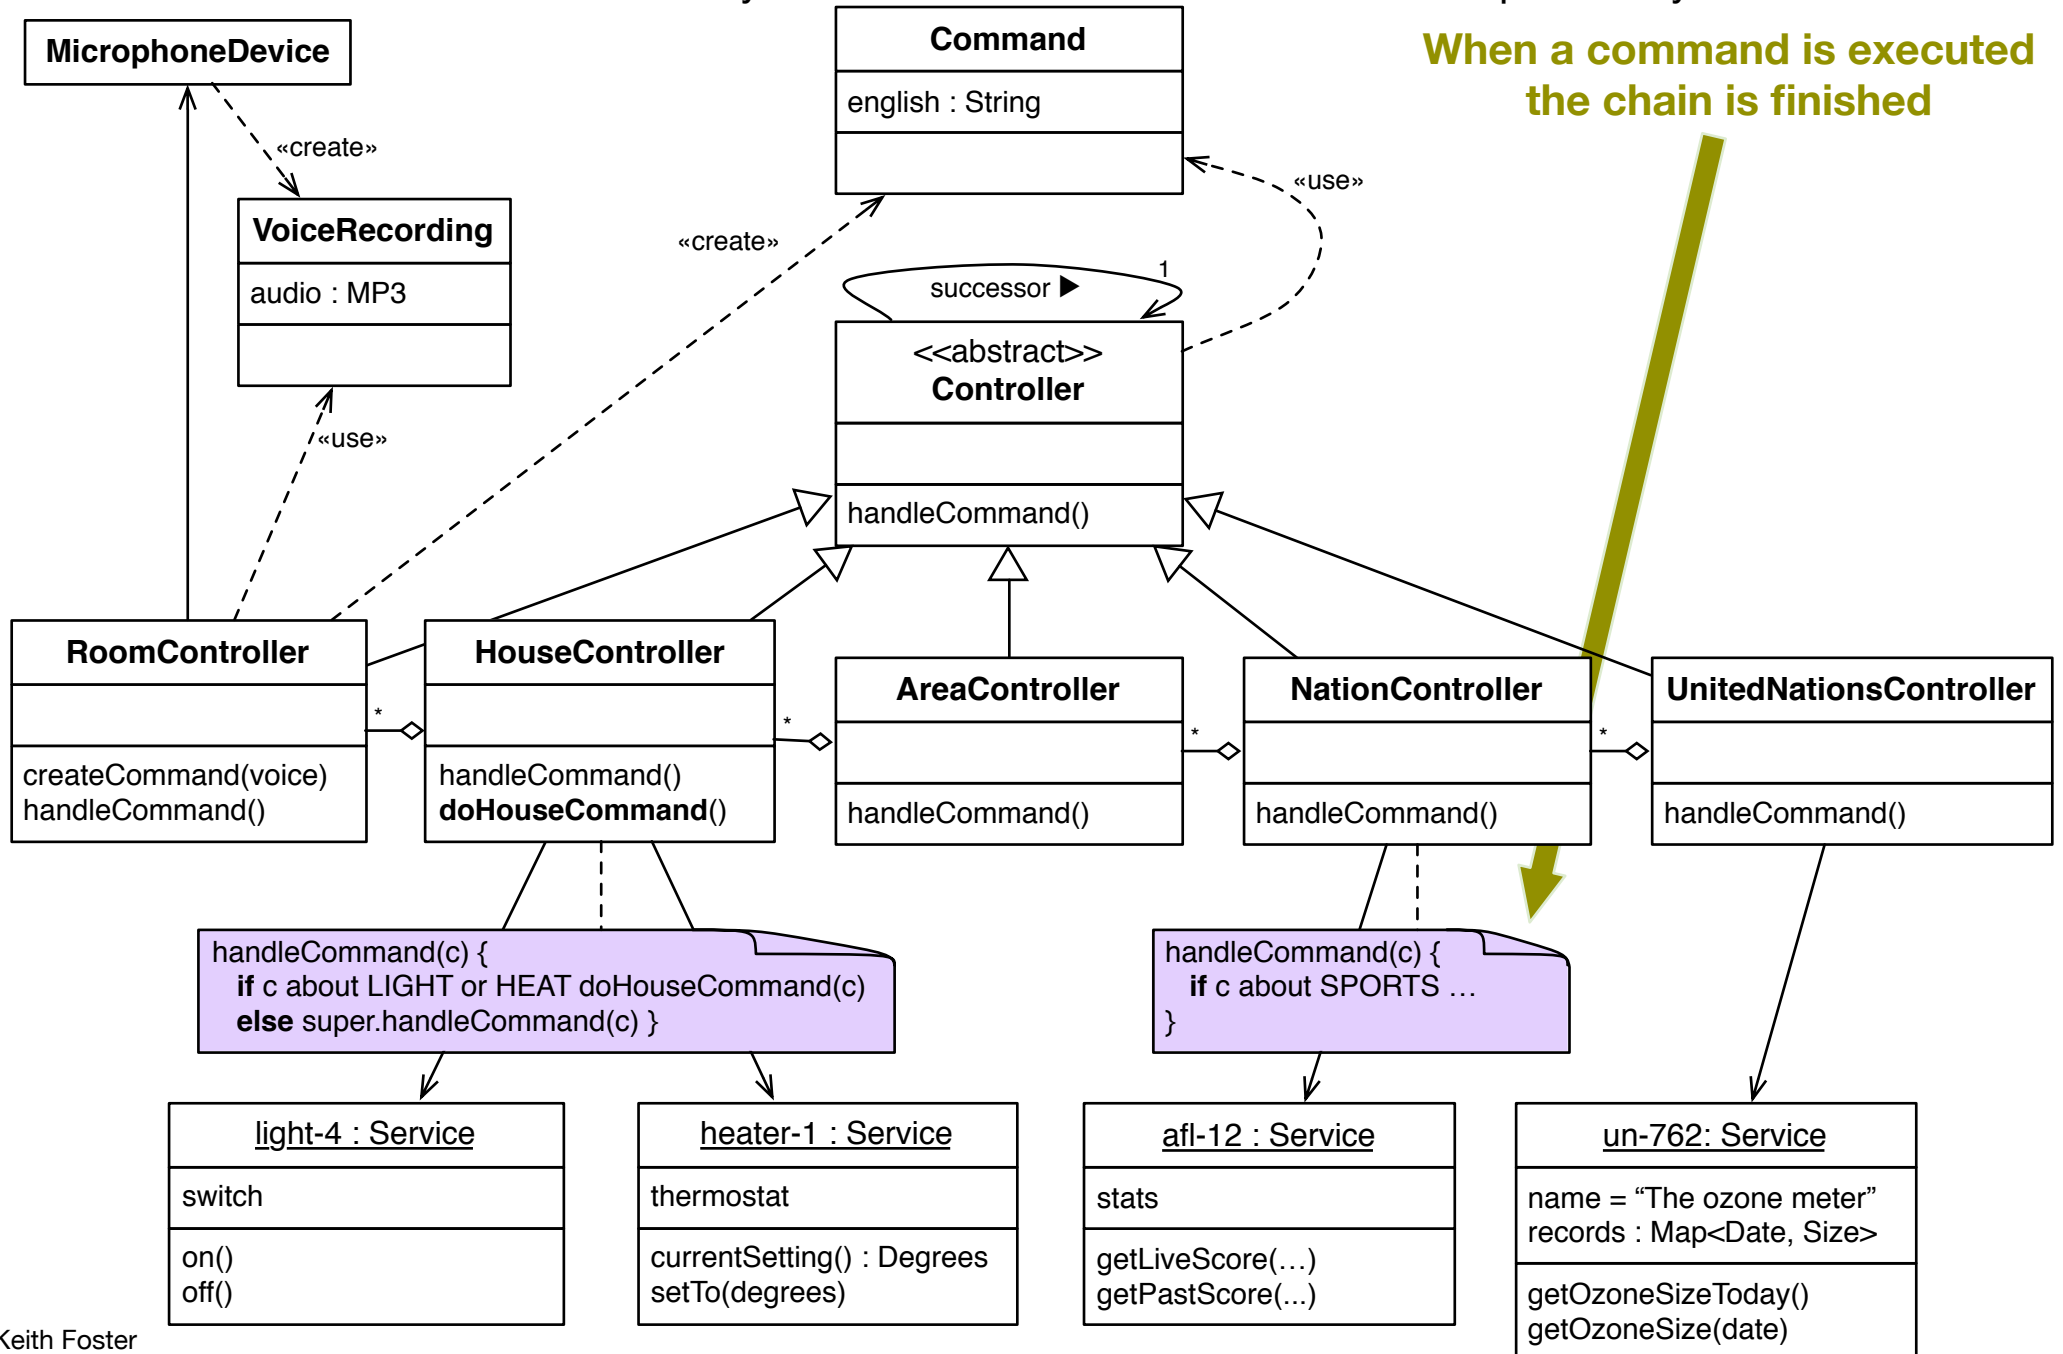 When a command is executed
the chain is finished
MicrophoneDevice
«create»
VoiceRecording
audio : MP3
«use»
«create»
Command
english : String
«use»
successor ▶
1
<<abstract>>
Controller
handleCommand()
RoomController
createCommand(voice)
handleCommand()
*
HouseController
handleCommand()
doHouseCommand()
*
AreaController
handleCommand()
*
NationController
handleCommand()
*
UnitedNationsController
handleCommand()
handleCommand(c) {
if c about LIGHT or HEAT doHouseCommand(c)
else super.handleCommand(c) }
handleCommand(c) {
if c about SPORTS …
}
light-4 : Service
switch
on()
off()
heater-1 : Service
thermostat
currentSetting() : Degrees
setTo(degrees)
afl-12 : Service
stats
getLiveScore(…)
getPastScore(...)
un-762: Service
name = “The ozone meter”
records : Map<Date, Size>
getOzoneSizeToday()
getOzoneSize(date)
Keith Foster